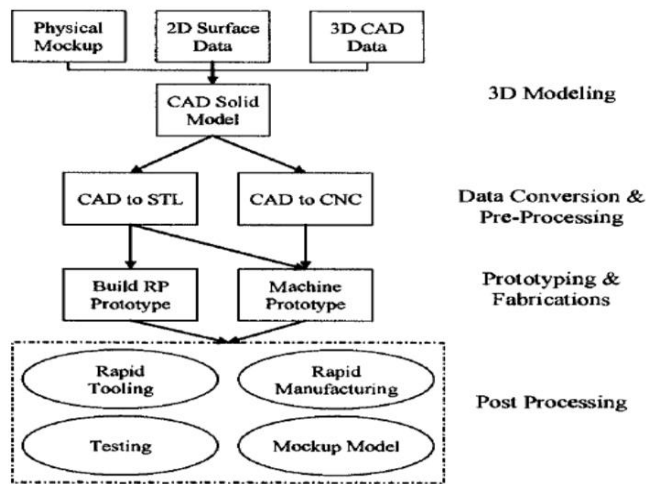 Physical
Mockup
2D Surface
Data
3D CAD
Data
CAD Solid
Model
3D Modeling
CAD to STL
CAD to CNC
Data Conversion &
Pre-Processing
Build RP
Prototype
Machine
Prototype
Prototyping &
Fabrications
Rapid
Tooling
Rapid
Manufacturing
Testing
Mockup Model
Post Processing